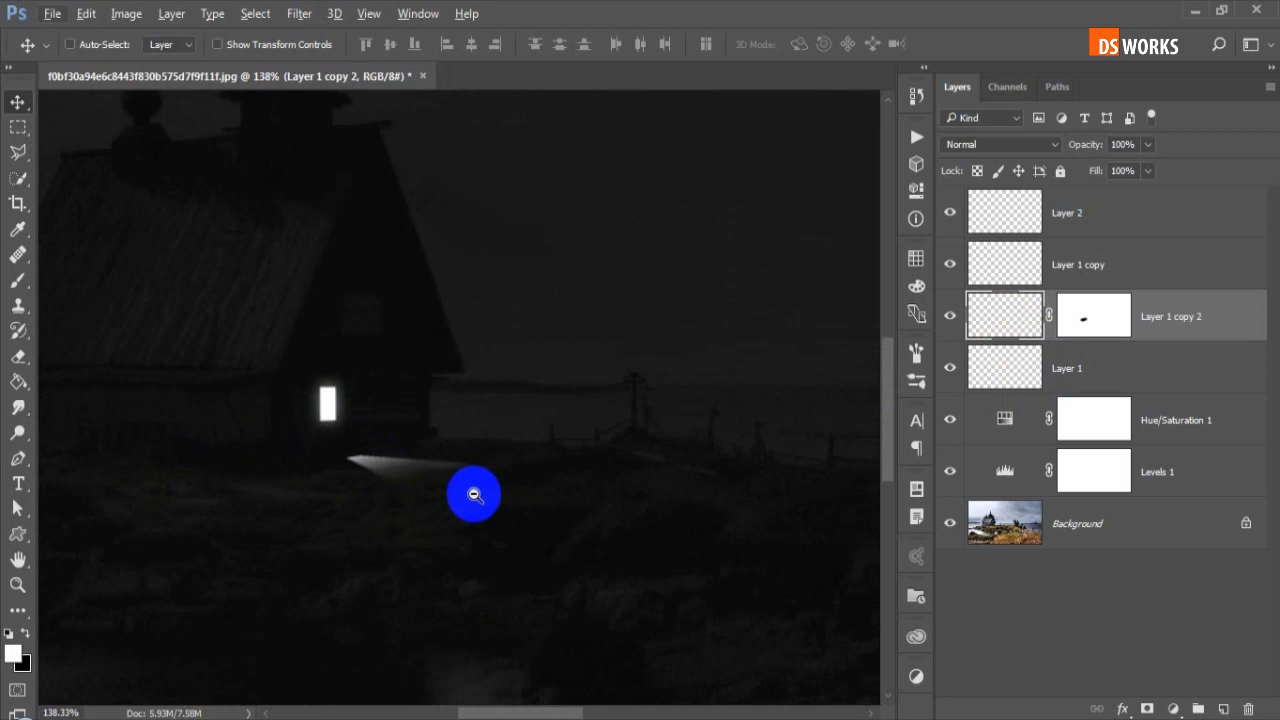 Ps File Edit Image Layer Type Select Filter 3D View Window Help
Auto-Select: Layer Show Transform Controls 3D Mode: DS WORKS
f0bf30a94e6c8443f830b575d7f9f11f.jpg @ 138% (Layer 1 copy 2, RGB/8#) *
Layers Channels Paths
Kind
Normal Opacity: 100%
Lock: Fill: 100%
Layer 2
Layer 1 copy
Layer 1 copy 2
Layer 1
Hue/Saturation 1
Levels 1
Background
138.33% Doc: 5.93M/7.58M